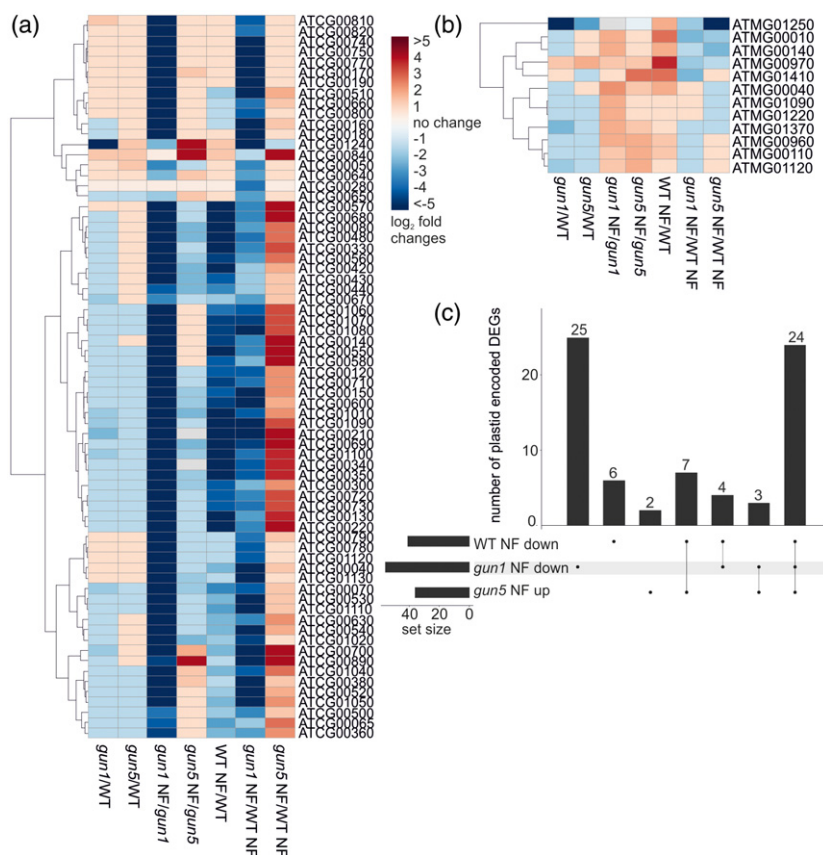 (a)
ATCG00810
ATCG00820
ATCG00740
ATCG00750
ATCG00770
ATCG00170
ATCG00190
ATCG00510
ATCG00660
ATCG00800
ATCG00160
ATCG00180
ATCG01240
ATCG00840
ATCG00050
ATCG00640
ATCG00280
ATCG00650
ATCG00570
ATCG00680
ATCG00080
ATCG00480
ATCG00330
ATCG00560
ATCG00420
ATCG00430
ATCG00440
ATCG00670
ATCG01060
ATCG01070
ATCG01080
ATCG00140
ATCG00550
ATCG00580
ATCG00120
ATCG00710
ATCG00150
ATCG00600
ATCG01010
ATCG01090
ATCG00210
ATCG00690
ATCG01100
ATCG00340
ATCG00350
ATCG00300
ATCG00720
ATCG00730
ATCG00130
ATCG00220
ATCG00790
ATCG00780
ATCG01120
ATCG00040
ATCG01130
ATCG00070
ATCG00530
ATCG01110
ATCG00630
ATCG00540
ATCG01020
ATCG00700
ATCG00890
ATCG01040
ATCG00380
ATCG00520
ATCG01050
ATCG00500
ATCG00065
ATCG00360
gun1/WT
gun5/WT
gun1 NF/gun1
gun5 NF/gun5
WT NF/WT
gun1 NF/WT NF
gun5 NF/WT NF
>5
4
3
2
1
no change
-1
-2
-3
-4
<-5
log2 fold
changes
(b)
ATMG01250
ATMG00010
ATMG00140
ATMG00970
ATMG01410
ATMG00040
ATMG01090
ATMG01220
ATMG01370
ATMG00960
ATMG00110
ATMG01120
gun1/WT
gun5/WT
gun1 NF/gun1
gun5 NF/gun5
WT NF/WT
gun1 NF/WT NF
gun5 NF/WT NF
(c)
number of plastid encoded DEGs
20
10
0
25
6
2
7
4
3
24
WT NF down
gun1 NF down
gun5 NF up
40 20 0
set size